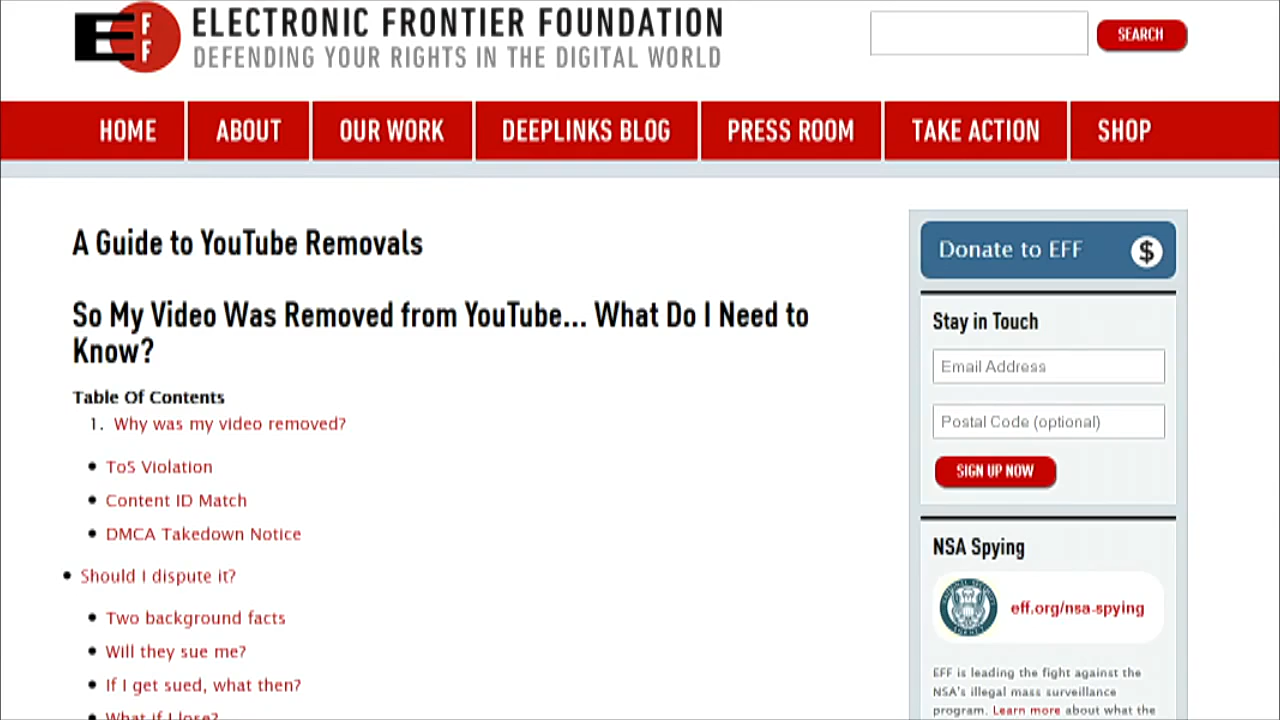 EFF
ELECTRONIC FRONTIER FOUNDATION
DEFENDING YOUR RIGHTS IN THE DIGITAL WORLD
SEARCH
HOME ABOUT OUR WORK DEEPLINKS BLOG PRESS ROOM TAKE ACTION SHOP
A Guide to YouTube Removals
So My Video Was Removed from YouTube... What Do I Need to
Know?
Table Of Contents
1. Why was my video removed?
• ToS Violation
• Content ID Match
• DMCA Takedown Notice
• Should I dispute it?
• Two background facts
• Will they sue me?
• If I get sued, what then?
• What if I lose?
Donate to EFF $
Stay in Touch
Email Address
Postal Code (optional)
SIGN UP NOW
NSA Spying
eff.org/nsa-spying
EFF is leading the fight against the
NSA's illegal mass surveillance
program. Learn more about what the